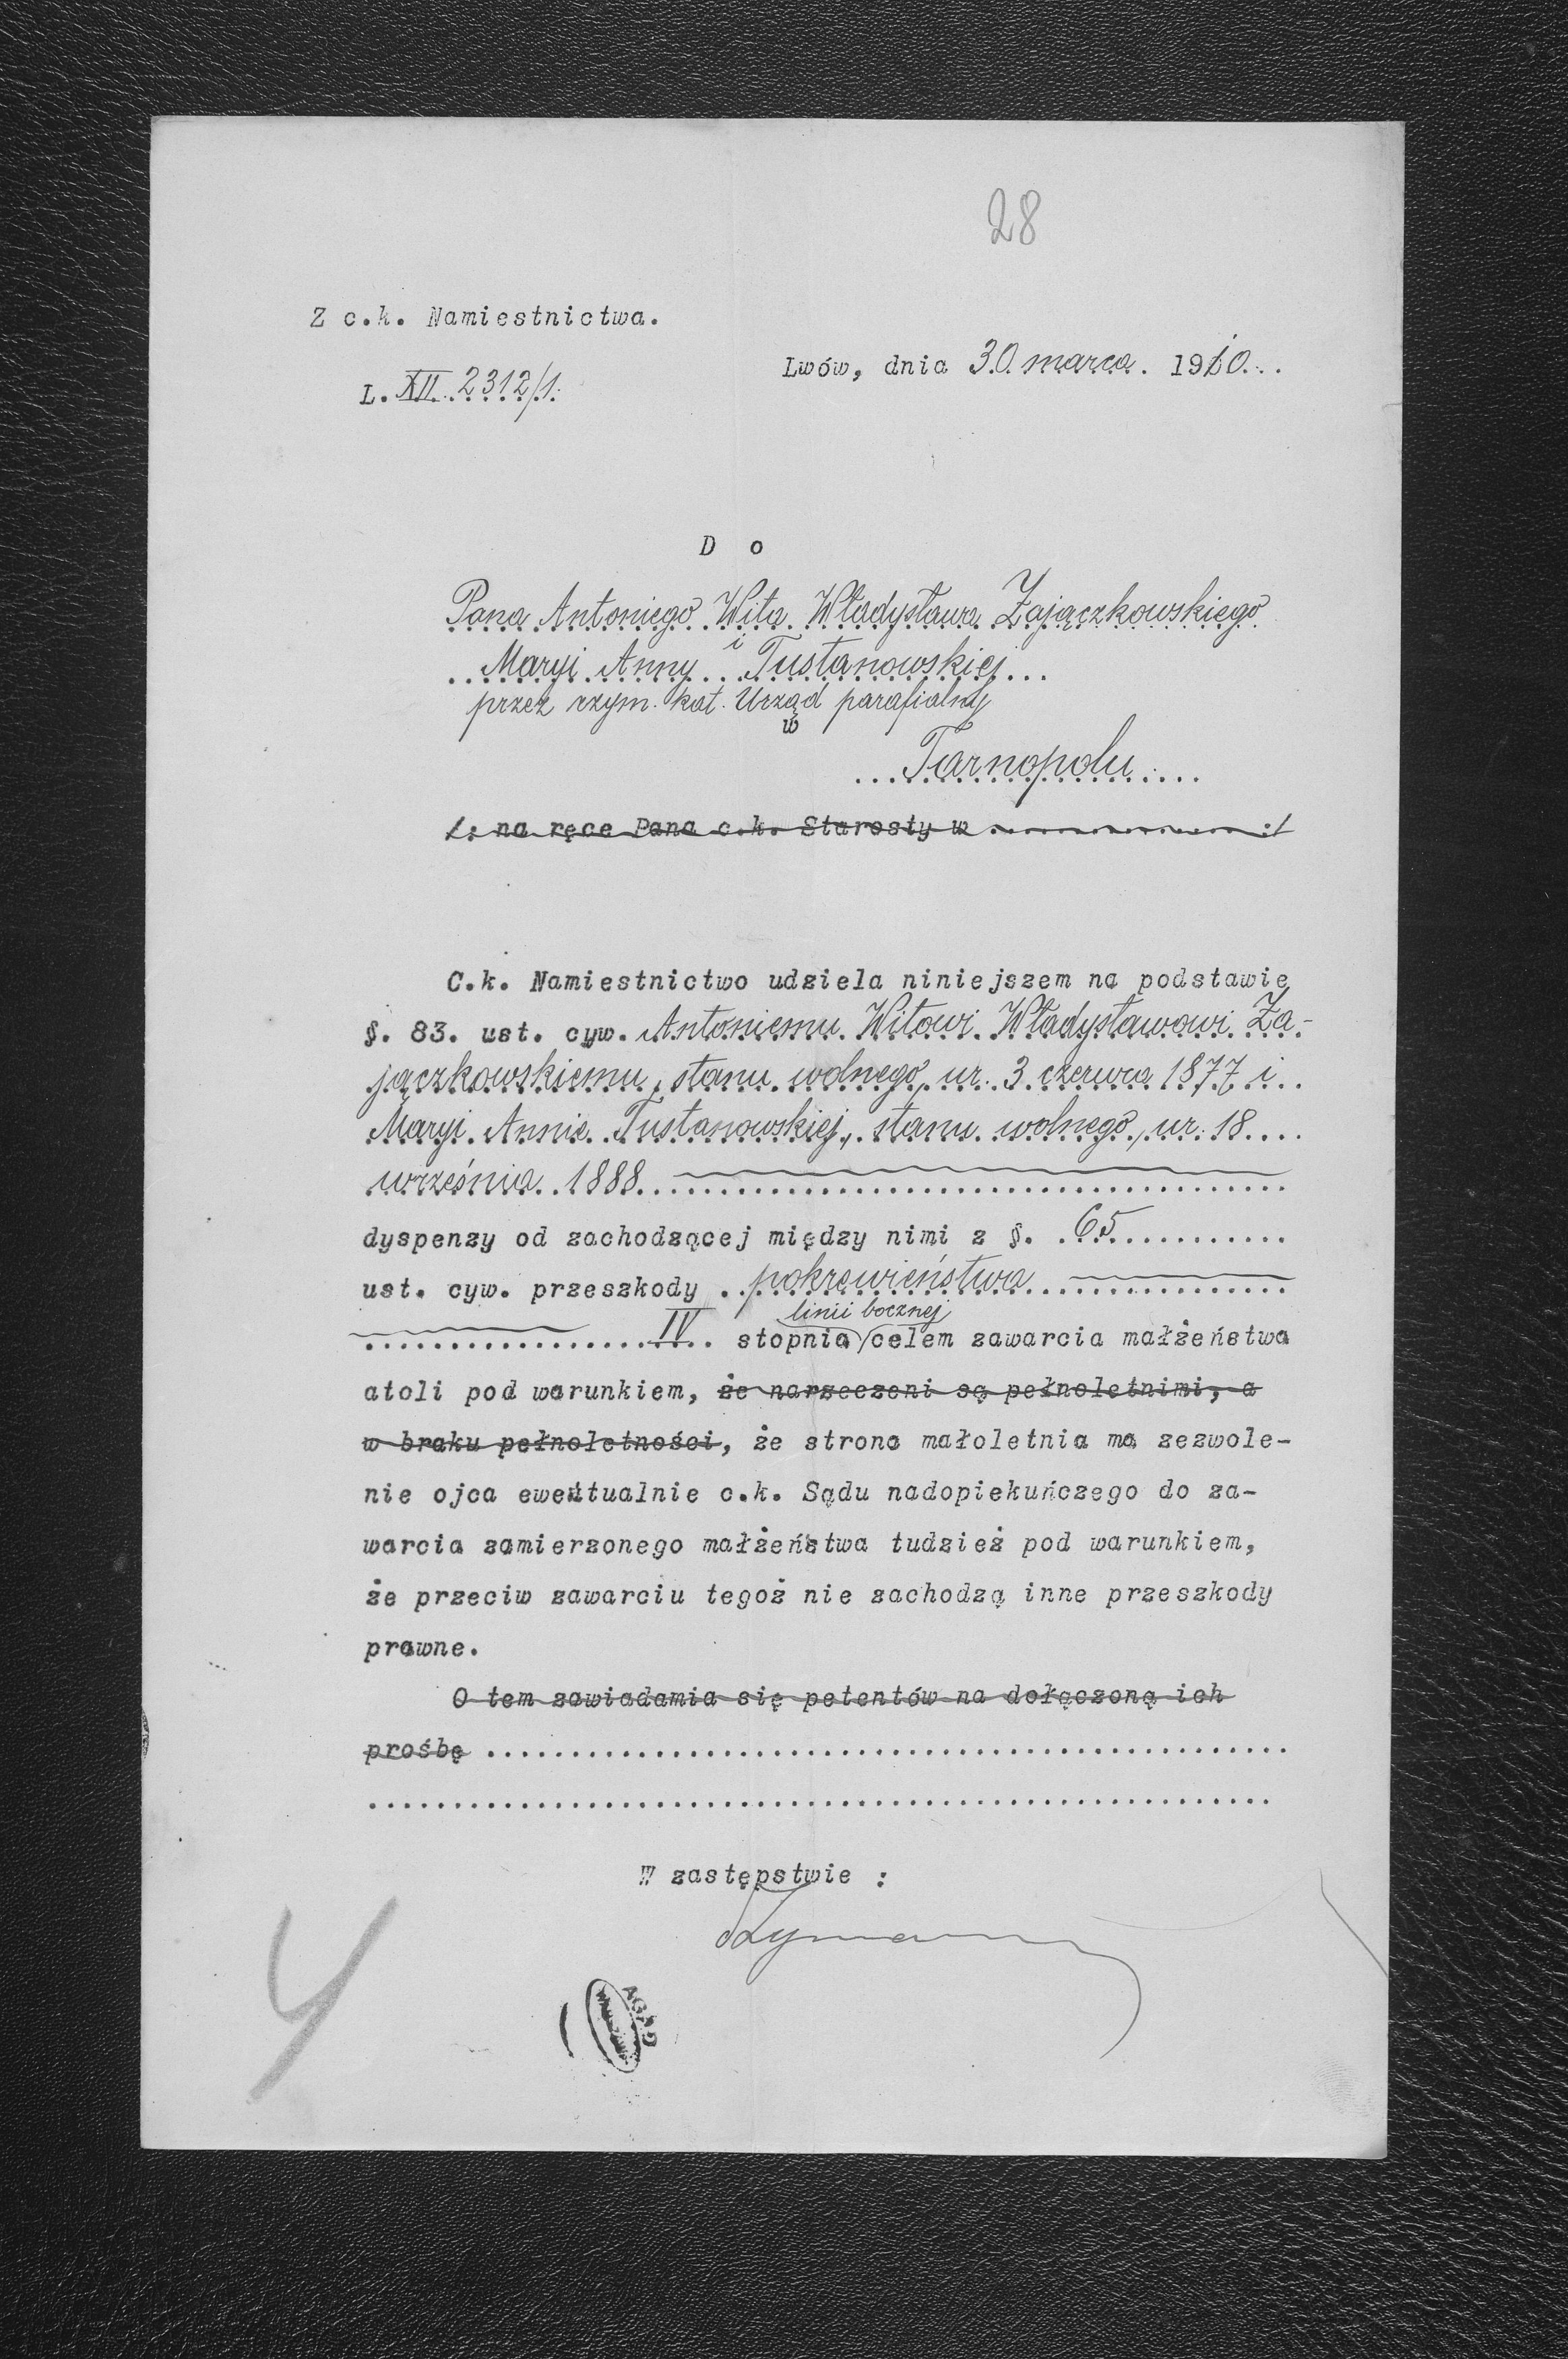 28
Z c.k. Namiestnictwa.
Lwów, dnia 30. marca. 1910...
L. XII. 2312/1.
D o
Pana Antoniego Wita Władysława Zajączkowskiego
i
Maryi Anny Tustanowskiej
przez rzym. kat. Urząd parafialny
w
Tarnopolu
/: na ręce Pana c.k. Starosty w ................ :/
C.k. Namiestnictwo udziela niniejszem na podstawie
§. 83. ust. cyw. Antoniemu Witowi Władysławowi Za-
jączkowskiemu, stanu wolnego, ur. 3 czerwca 1877 i
Maryi Annie Tustanowskiej, stanu wolnego, ur. 18
września 1888
dyspenzy od zachodzącej między nimi z §. 65
ust. cyw. przeszkody pokrewieństwa
linii bocznej
IV. stopnia celem zawarcia małżeństwa
atoli pod warunkiem, że narzeczeni są pełnoletnimi, a
w braku pełnoletności, że strona małoletnia ma zezwole-
nie ojca ewentualnie c.k. Sądu nadopiekuńczego do za-
warcia zamierzonego małżeństwa tudzież pod warunkiem,
że przeciw zawarciu tegoż nie zachodzą inne przeszkody
prawne.
O tem zawiadamia się petentów na dołączoną ich
prośbę
W zastępstwie :
AGAD